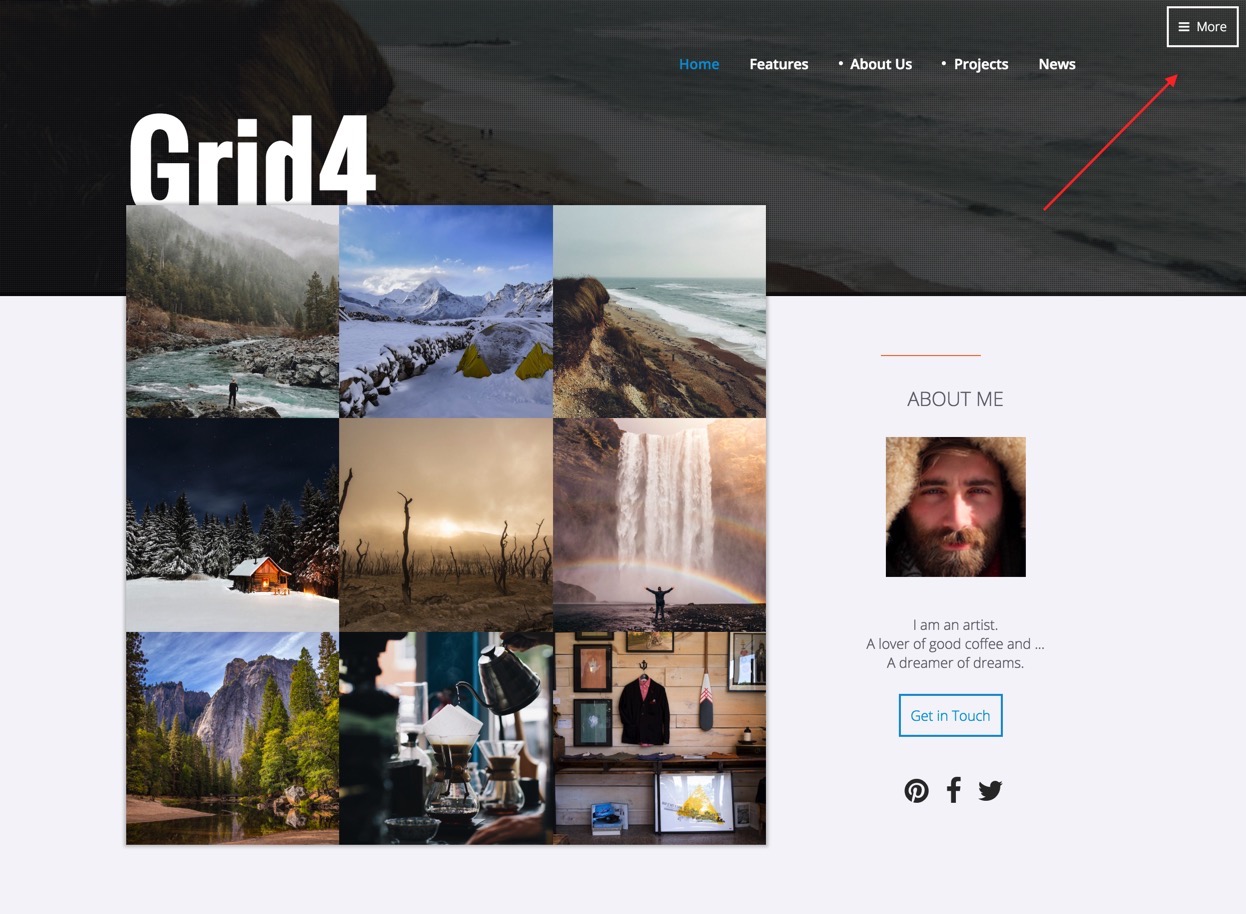 More
Home Features • About Us • Projects News
Grid4
ABOUT ME
I am an artist.
A lover of good coffee and ...
A dreamer of dreams.
Get in Touch